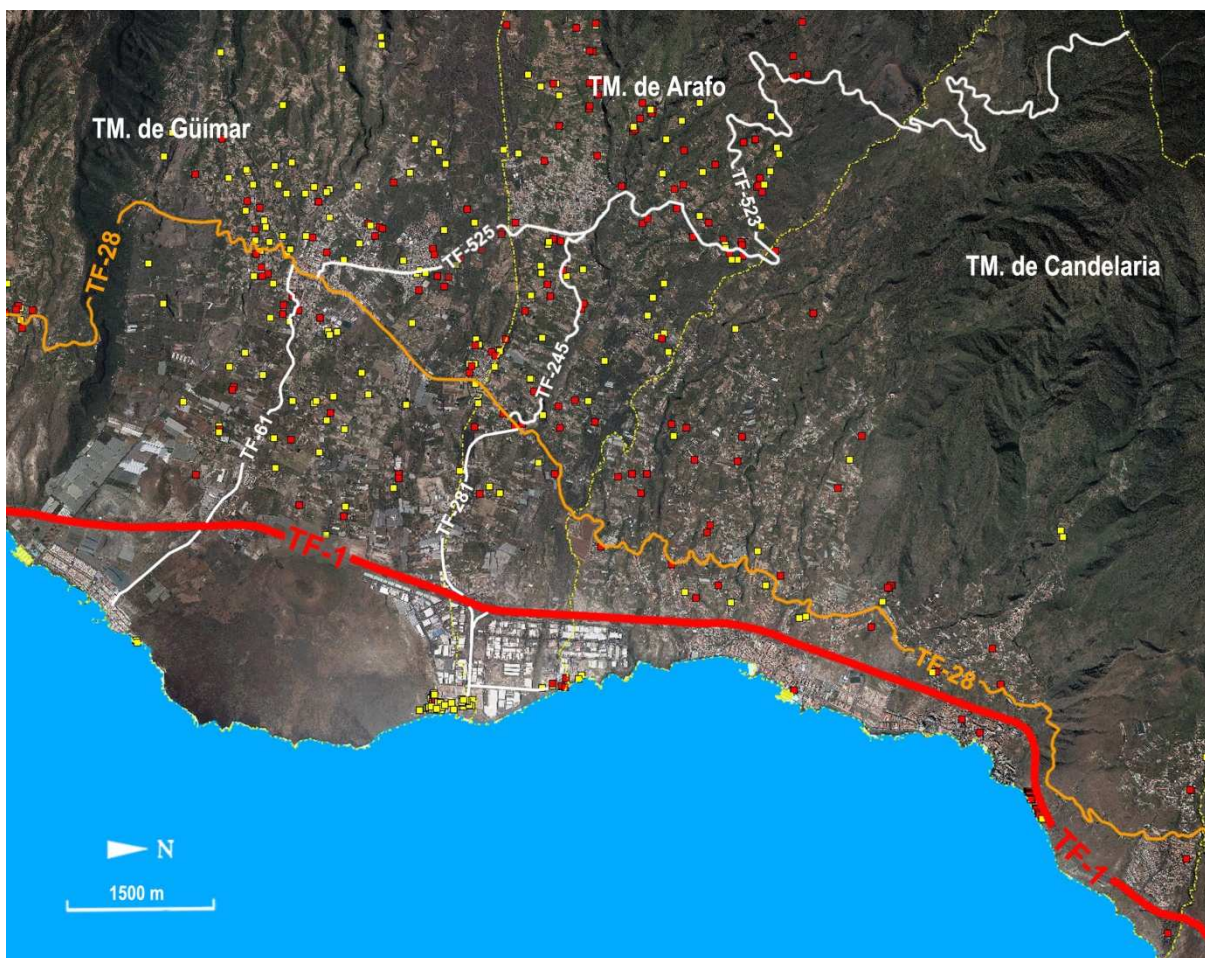 TM. de Arafo
TM. de Güímar
TF-523
TF-28
TF-525
TM. de Candelaria
TF-245
TF-61
TF-281
TF-1
TF-28
N
TF-1
1500 m